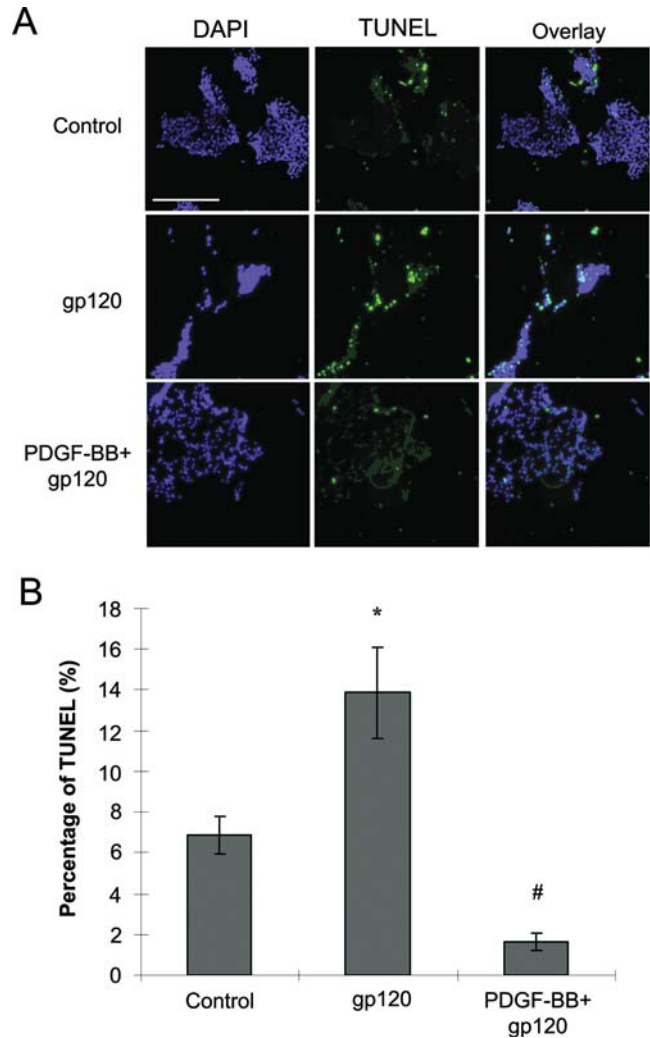 A
DAPI TUNEL Overlay
Control
gp120
PDGF-BB+
gp120
B
Percentage of TUNEL (%)
18
16
14
12
10
8
6
4
2
0
*
#
Control gp120 PDGF-BB+
gp120